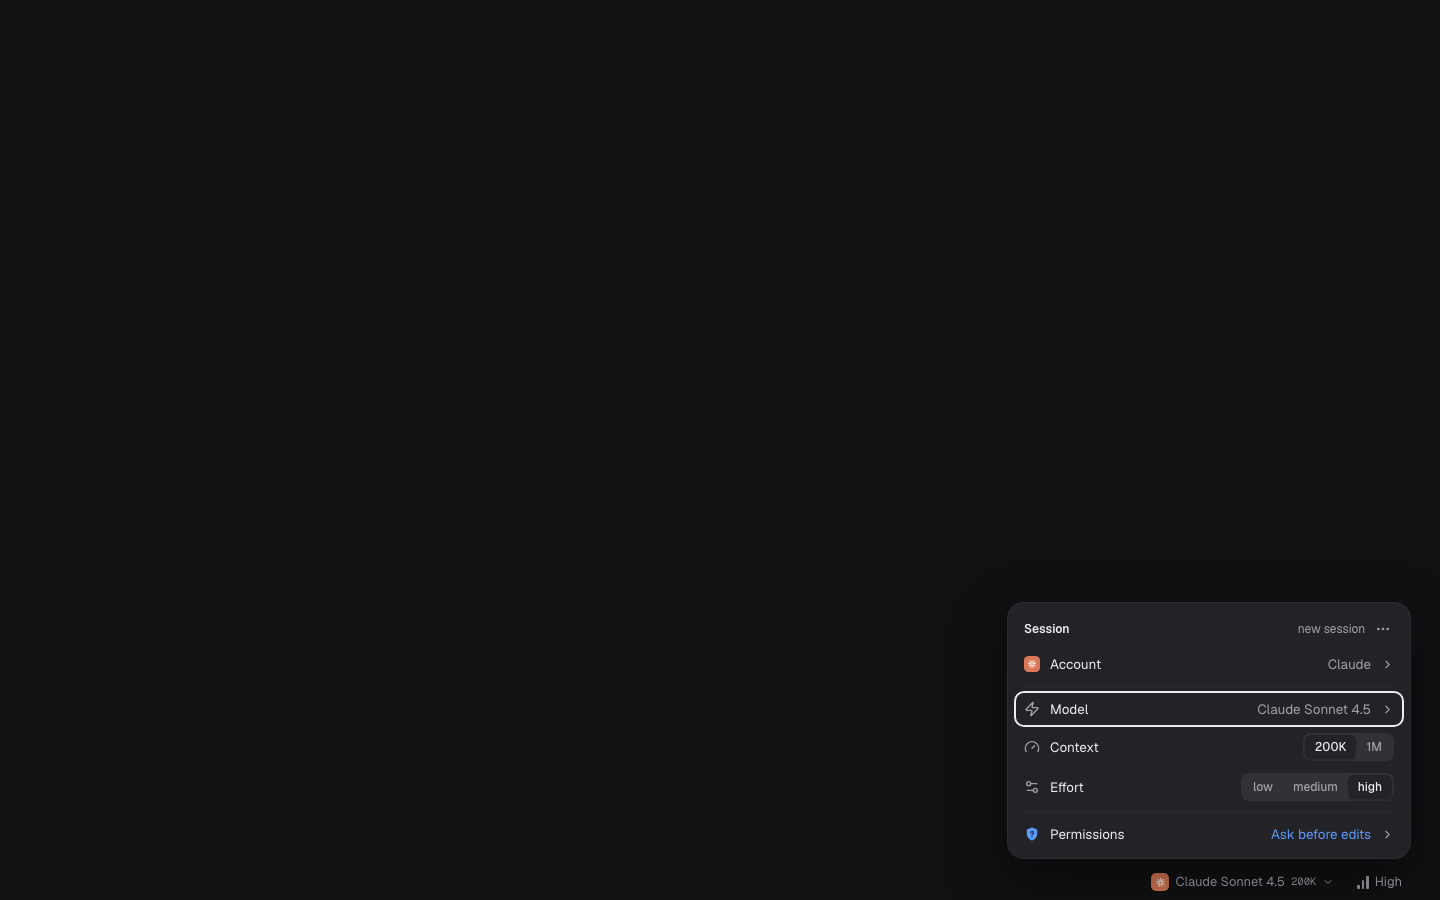 Session new session ...
Account Claude
Model Claude Sonnet 4.5
Context 200K 1M
Effort low medium high
Permissions Ask before edits
Claude Sonnet 4.5 200K High